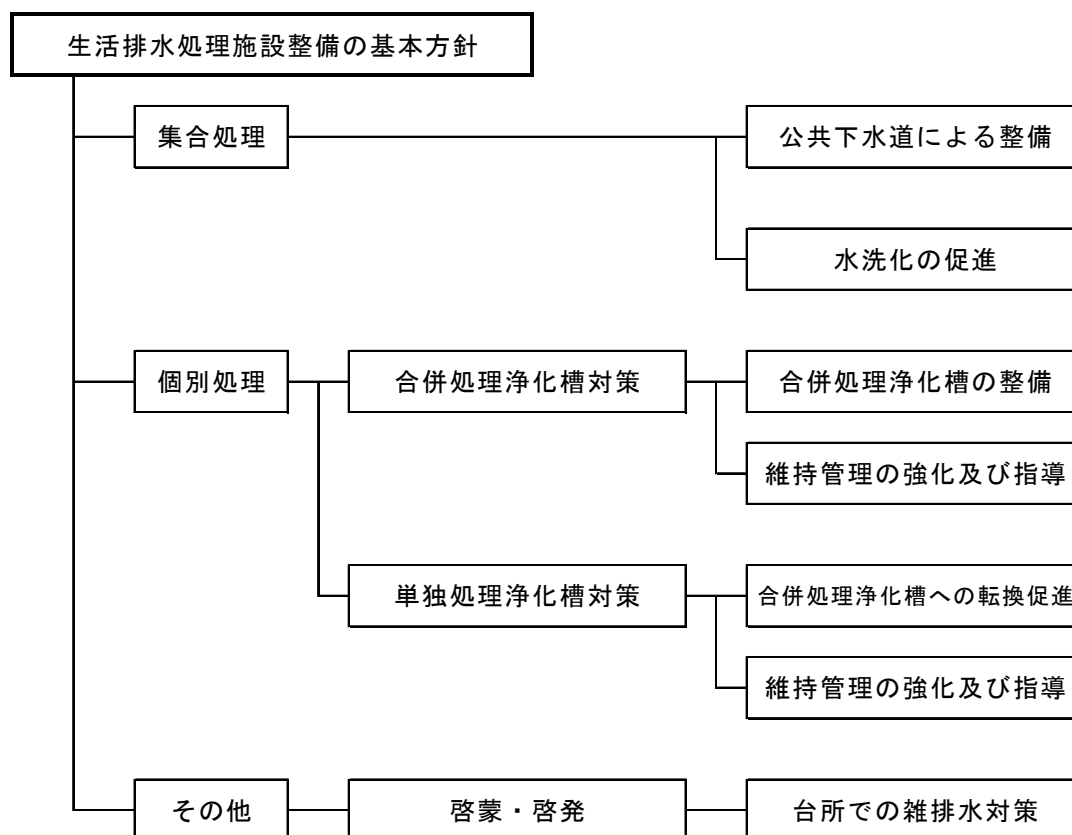 生活排水処理施設整備の基本方針
集合処理
公共下水道による整備
水洗化の促進
個別処理
合併処理浄化槽対策
合併処理浄化槽の整備
維持管理の強化及び指導
単独処理浄化槽対策
合併処理浄化槽への転換促進
維持管理の強化及び指導
その他
啓蒙・啓発
台所での雑排水対策